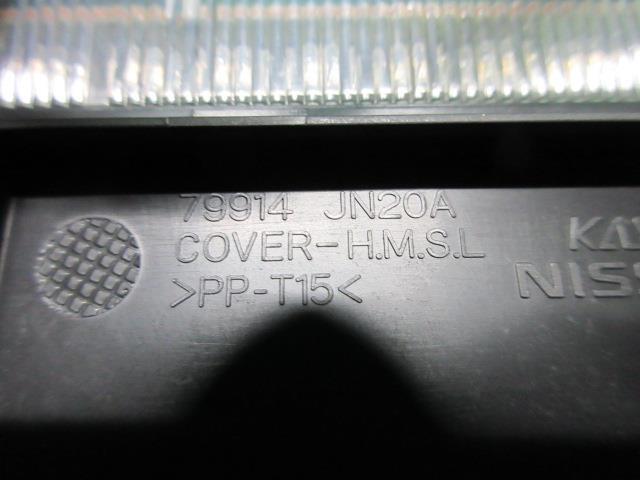 79914 JN20A
COVER-H.M.S.L
>PP-T15<